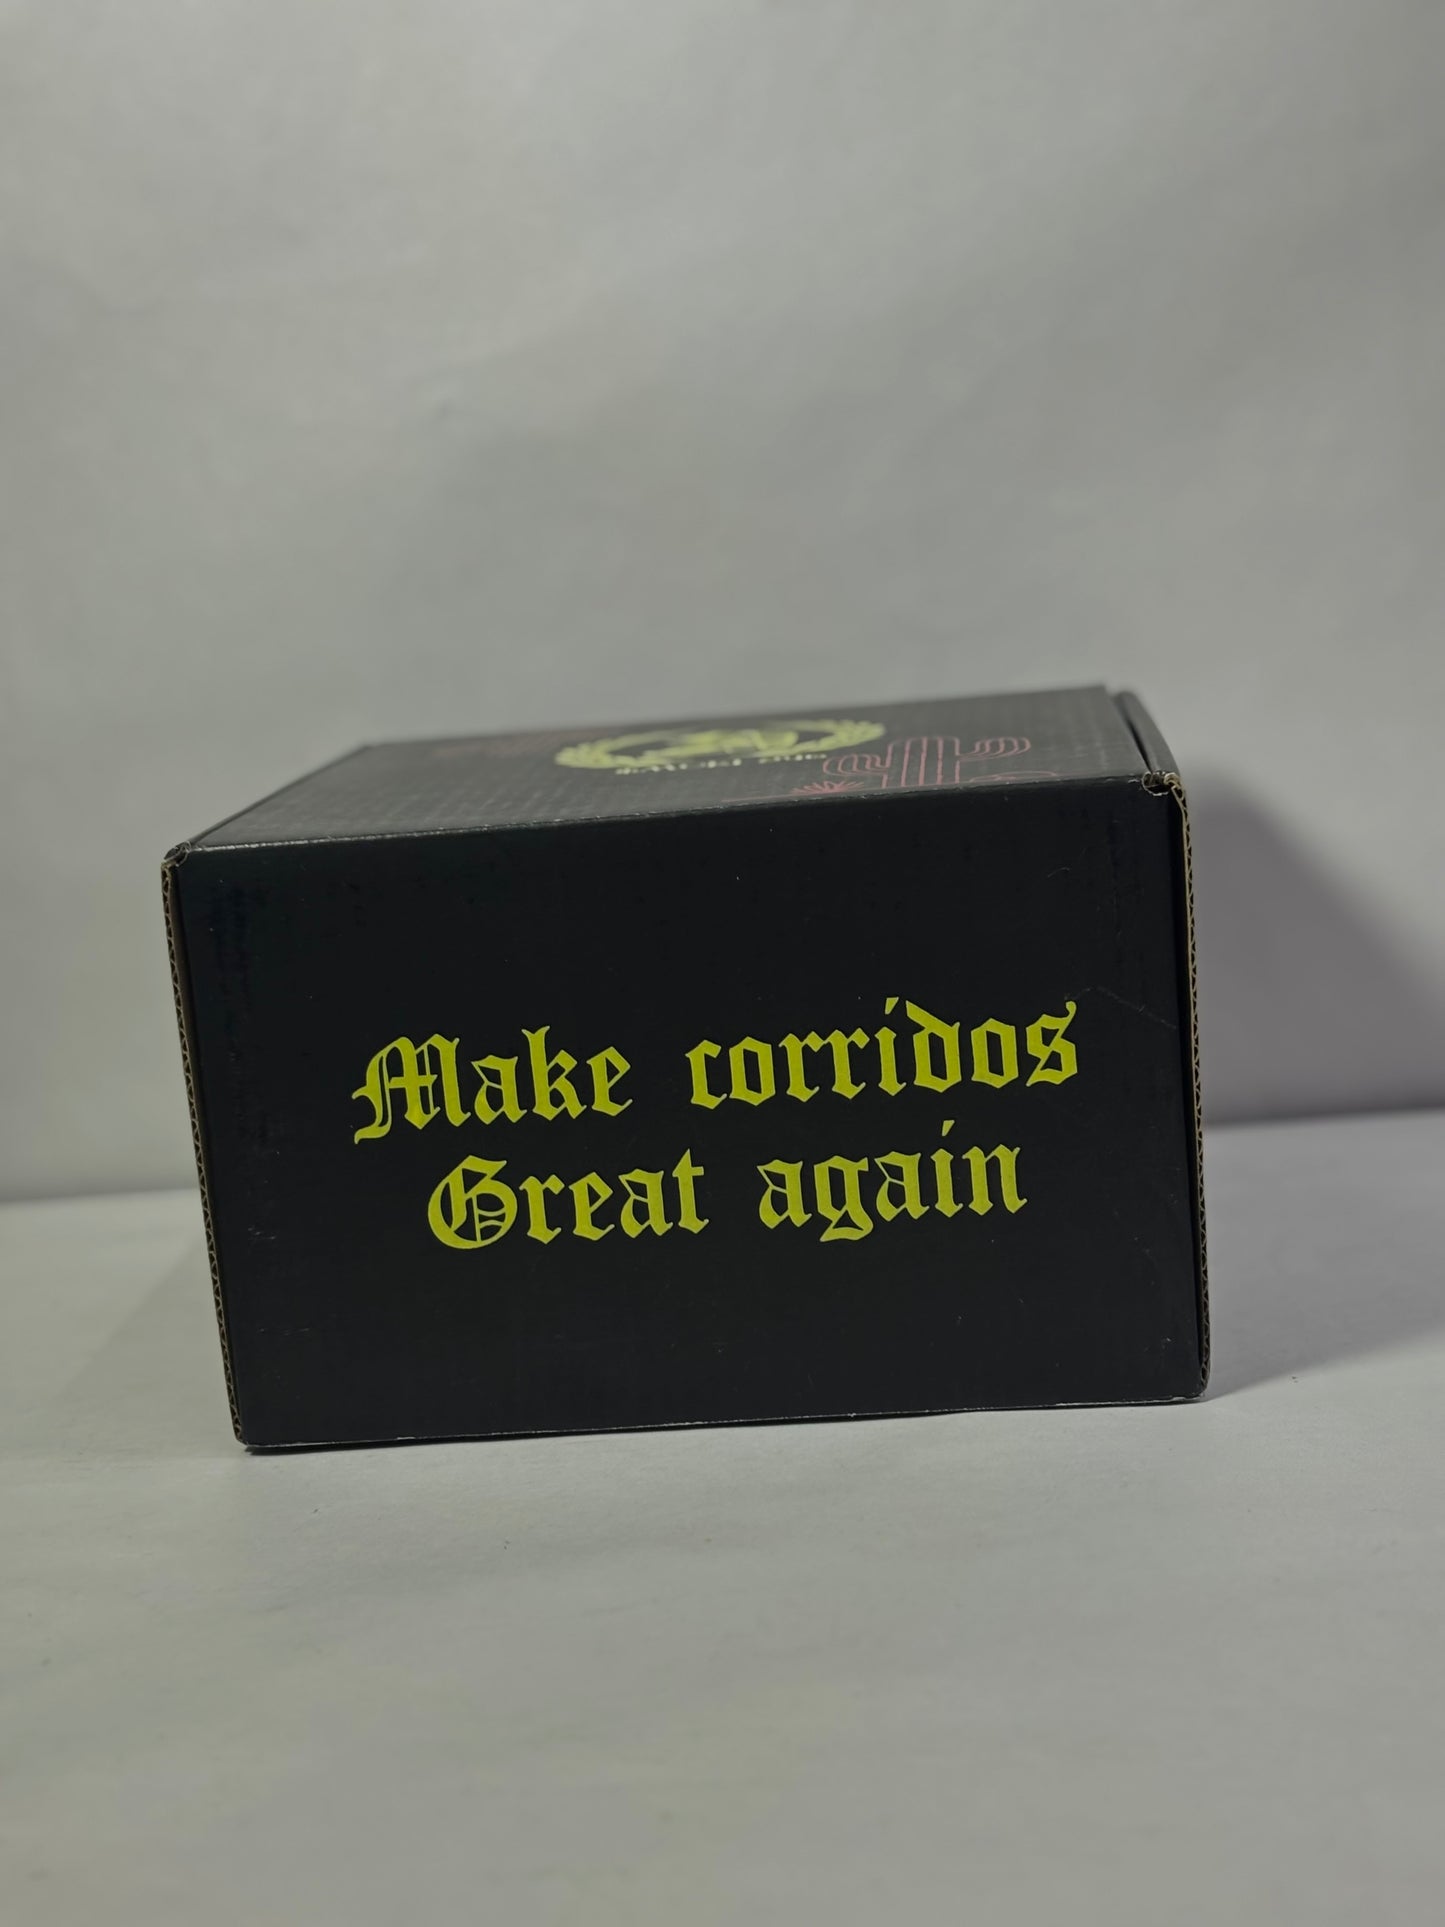 Make corridos
Great again